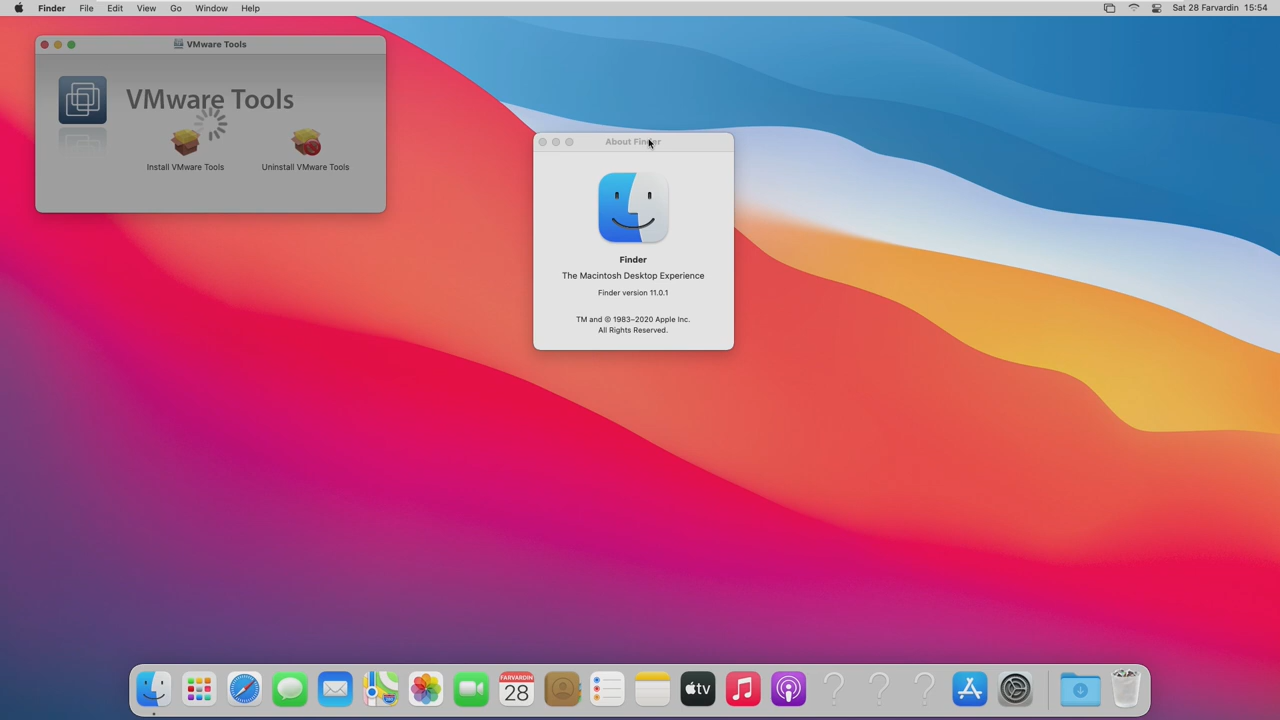 Finder File Edit View Go Window Help
Sat 28 Farvardin 15:54
VMware Tools
VMware Tools
Install VMware Tools
Uninstall VMware Tools
About Finder
Finder
The Macintosh Desktop Experience
Finder version 11.0.1
TM and © 1983–2020 Apple Inc.
All Rights Reserved.
FARVARDIN
28
tv
? ? ?